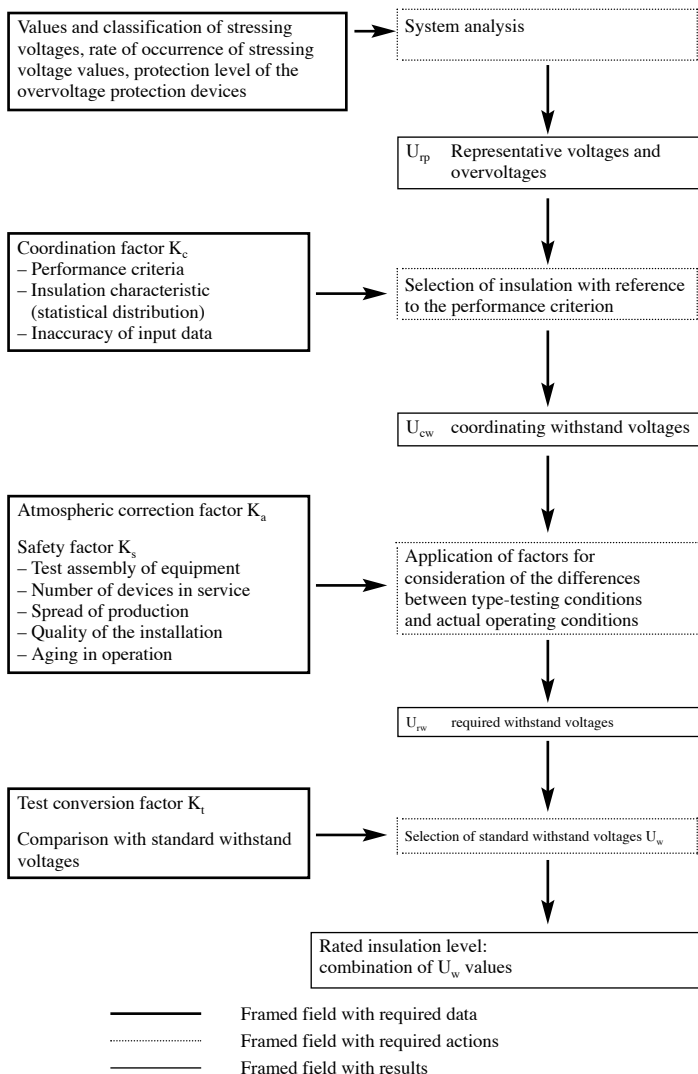 Values and classification of stressing
voltages, rate of occurrence of stressing
voltage values, protection level of the
overvoltage protection devices
System analysis
U_rp Representative voltages and
overvoltages
Coordination factor K_c
– Performance criteria
– Insulation characteristic
(statistical distribution)
– Inaccuracy of input data
Selection of insulation with reference
to the performance criterion
U_cw coordinating withstand voltages
Atmospheric correction factor K_a
Safety factor K_s
– Test assembly of equipment
– Number of devices in service
– Spread of production
– Quality of the installation
– Aging in operation
Application of factors for
consideration of the differences
between type-testing conditions
and actual operating conditions
U_rw required withstand voltages
Test conversion factor K_t
Comparison with standard withstand
voltages
Selection of standard withstand voltages U_w
Rated insulation level:
combination of U_w values
Framed field with required data
Framed field with required actions
Framed field with results